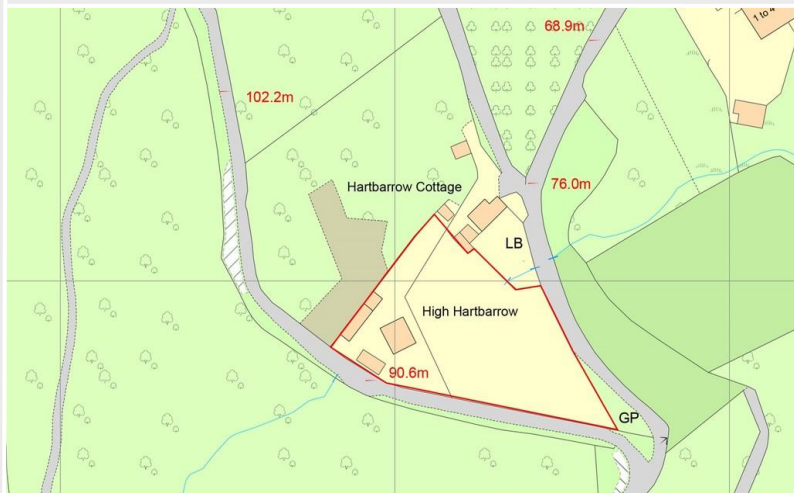 68.9m
1 to 4
102.2m
Hartbarrow Cottage
76.0m
LB
High Hartbarrow
90.6m
GP